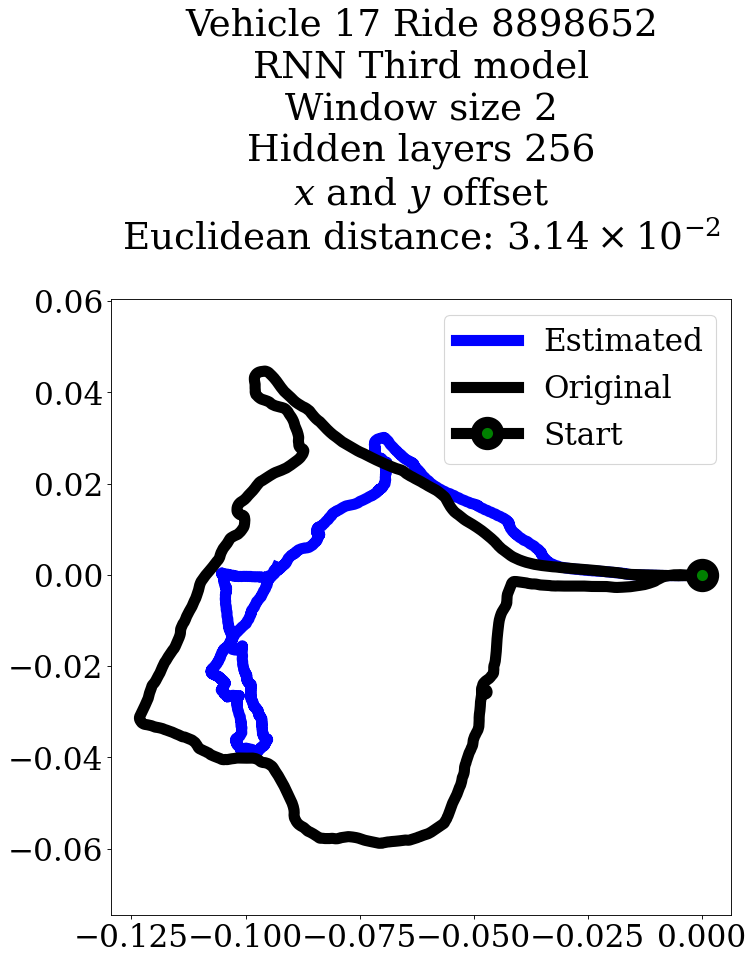 Vehicle 17 Ride 8898652
RNN Third model
Window size 2
Hidden layers 256
x and y offset
Euclidean distance: 3.14 × 10⁻²
Estimated
Original
Start
0.06
0.04
0.02
0.00
−0.02
−0.04
−0.06
−0.125 −0.100 −0.075 −0.050 −0.025 0.000